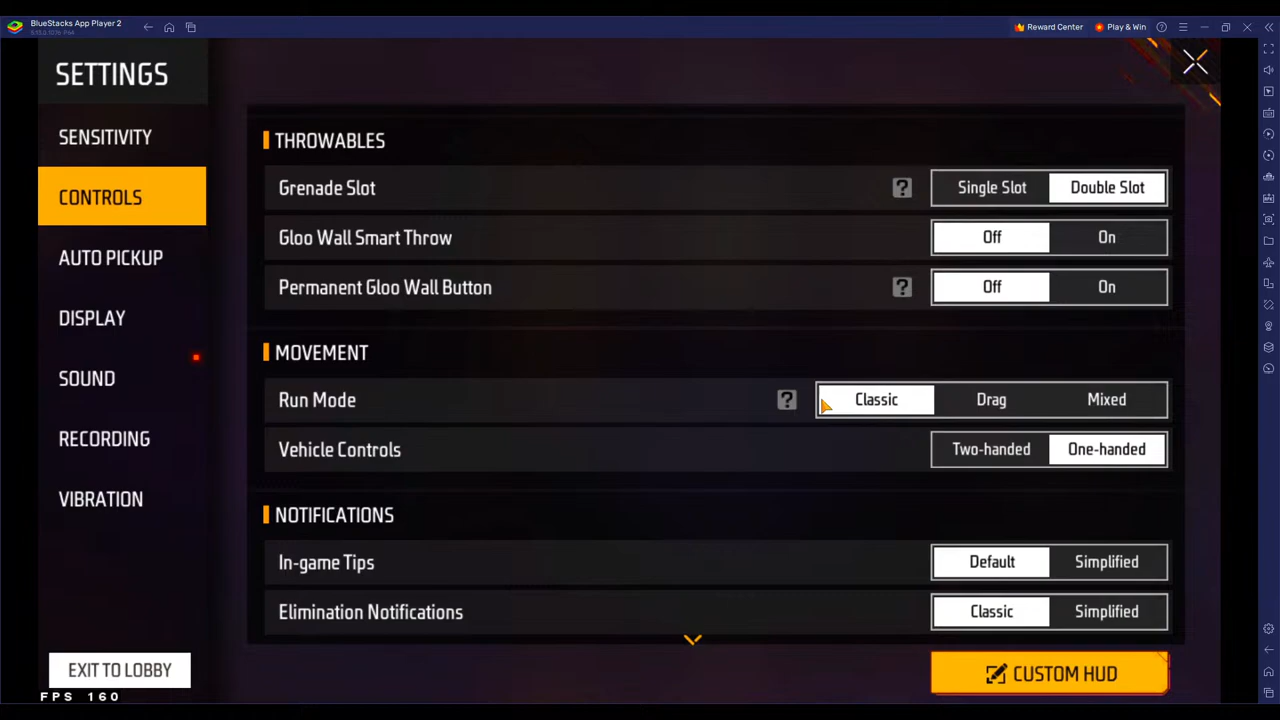 BlueStacks App Player 2
Reward Center
Play & Win
SETTINGS
SENSITIVITY
CONTROLS
AUTO PICKUP
DISPLAY
SOUND
RECORDING
VIBRATION
EXIT TO LOBBY
FPS 160
THROWABLES
Grenade Slot ? Single Slot Double Slot
Gloo Wall Smart Throw Off On
Permanent Gloo Wall Button ? Off On
MOVEMENT
Run Mode ? Classic Drag Mixed
Vehicle Controls Two-handed One-handed
NOTIFICATIONS
In-game Tips Default Simplified
Elimination Notifications Classic Simplified
CUSTOM HUD